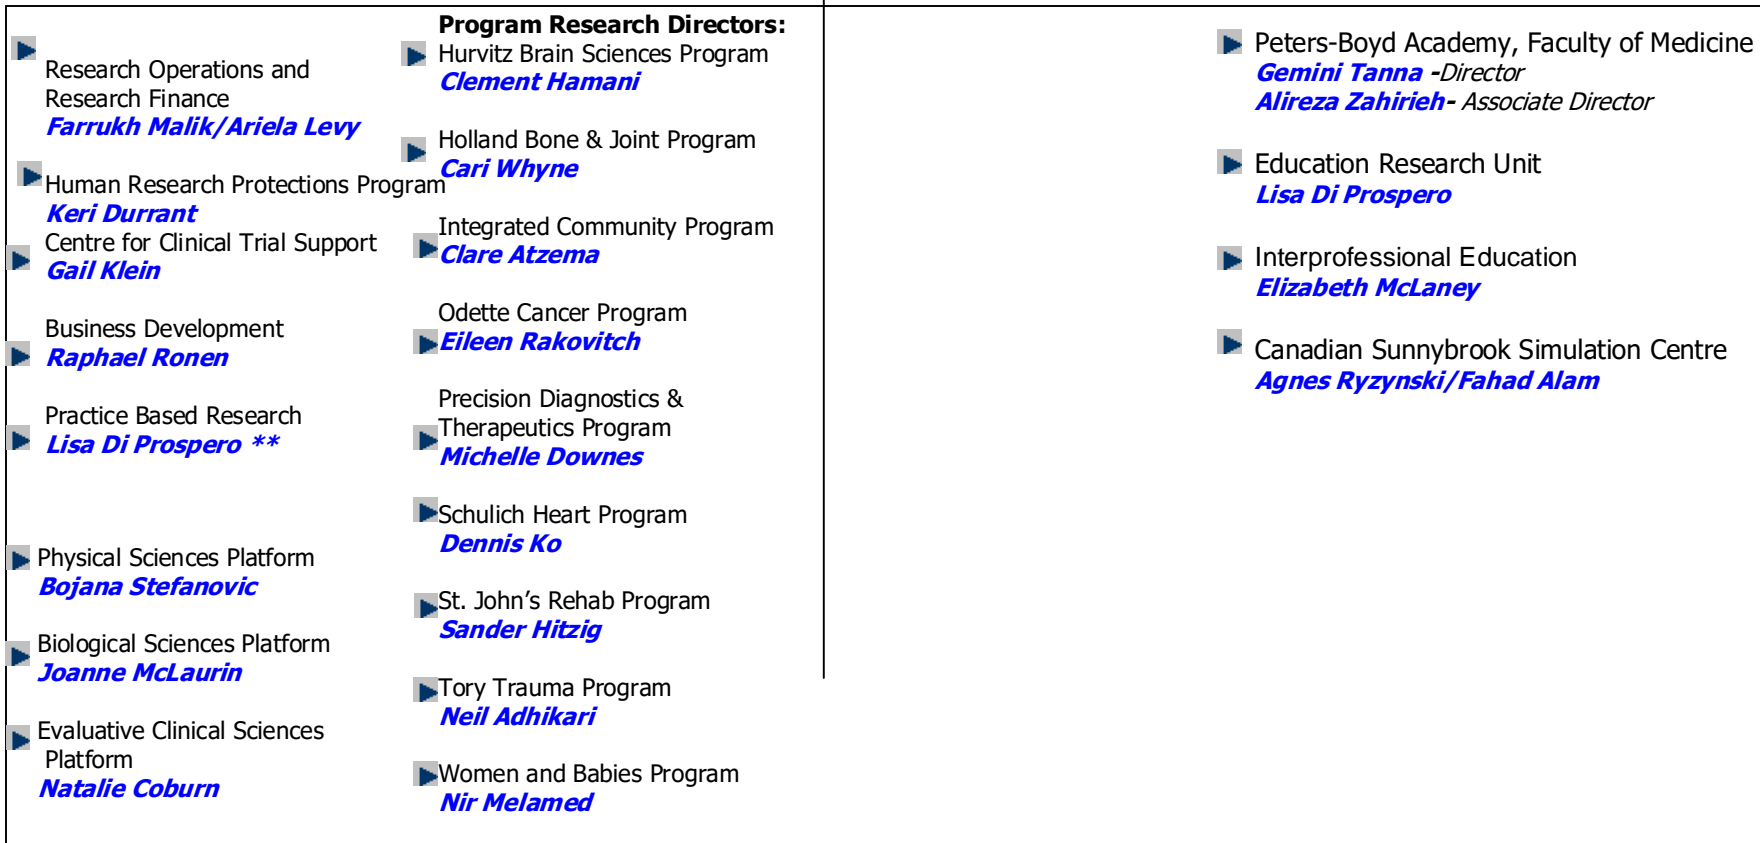 Research Operations and
Research Finance
Farrukh Malik/Ariela Levy
Human Research Protections Program
Keri Durrant
Centre for Clinical Trial Support
Gail Klein
Business Development
Raphael Ronen
Practice Based Research
Lisa Di Prospero **
Physical Sciences Platform
Bojana Stefanovic
Biological Sciences Platform
Joanne McLaurin
Evaluative Clinical Sciences
Platform
Natalie Coburn
Program Research Directors:
Hurvitz Brain Sciences Program
Clement Hamani
Holland Bone & Joint Program
Cari Whyne
Integrated Community Program
Clare Atzema
Odette Cancer Program
Eileen Rakovitch
Precision Diagnostics &
Therapeutics Program
Michelle Downes
Schulich Heart Program
Dennis Ko
St. John’s Rehab Program
Sander Hitzig
Tory Trauma Program
Neil Adhikari
Women and Babies Program
Nir Melamed
Peters-Boyd Academy, Faculty of Medicine
Gemini Tanna -Director
Alireza Zahirieh- Associate Director
Education Research Unit
Lisa Di Prospero
Interprofessional Education
Elizabeth McLaney
Canadian Sunnybrook Simulation Centre
Agnes Ryzynski/Fahad Alam